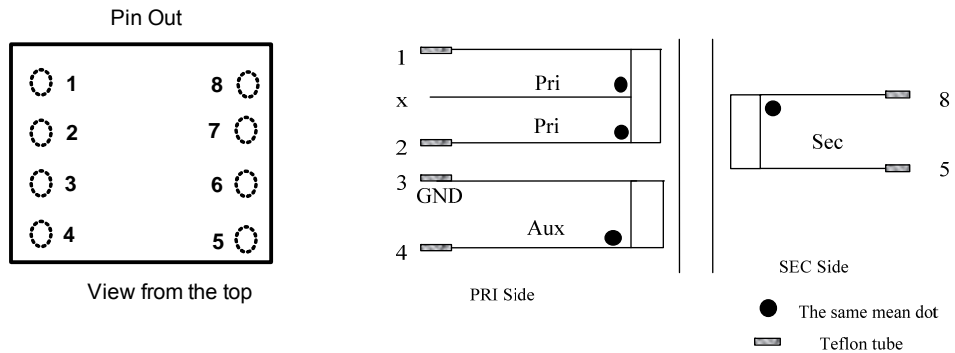 Pin Out
1 8
2 7
3 6
4 5
View from the top
1
Pri
x
Pri
2
3
GND
Aux
4
PRI Side
8
Sec
5
SEC Side
The same mean dot
Teflon tube